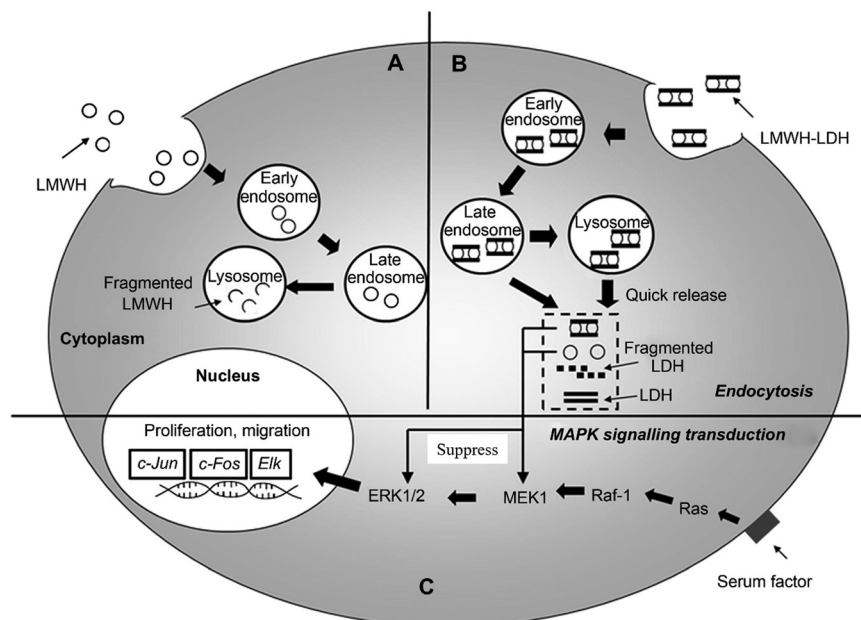 A
B
LMWH
Early
endosome
Late
endosome
Lysosome
Fragmented
LMWH
Cytoplasm
Early
endosome
LMWH-LDH
Late
endosome
Lysosome
Quick release
Fragmented
LDH
LDH
Endocytosis
Nucleus
Proliferation, migration
c-Jun c-Fos Elk
Suppress
MAPK signalling transduction
ERK1/2 MEK1 Raf-1 Ras
Serum factor
C